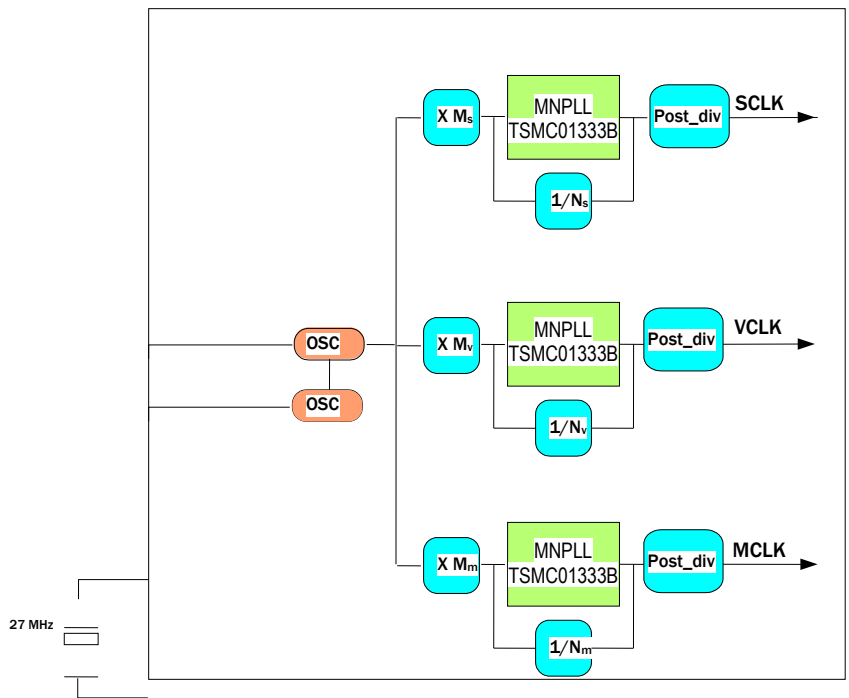 X Ms
MNPLL
TSMC01333B
Post_div
SCLK
1/Ns
OSC
X Mv
MNPLL
TSMC01333B
Post_div
VCLK
OSC
1/Nv
X Mm
MNPLL
TSMC01333B
Post_div
MCLK
27 MHz
1/Nm